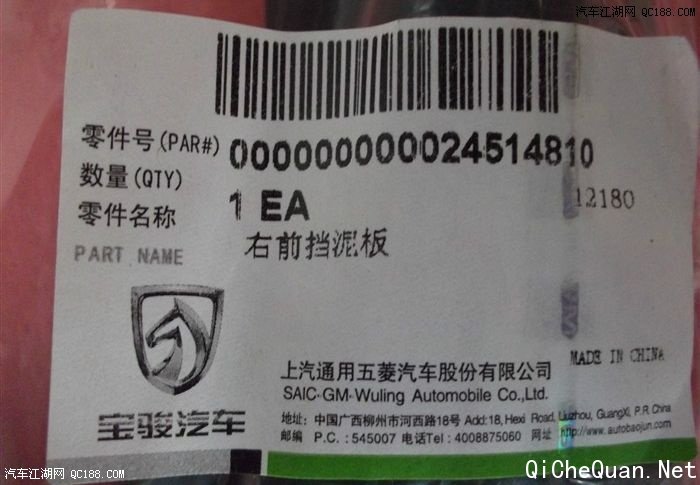 汽车江湖网 QC188.COM
零件号(PAR#) 000000000024514810
数量(QTY) 1 EA 12180
零件名称 右前挡泥板
PART NAME
宝骏汽车
上汽通用五菱汽车股份有限公司 MADE IN CHINA
SAIC·GM·Wuling Automobile Co.,Ltd.
地址: 中国广西柳州市河西路18号 Add:18, Hexi Road, Liuzhou, GuangXi, P.R. China
邮编 P.C.: 545007 电话Tel: 4008875060 网址 http://www.autobaojun.com/
汽车江湖网 QC188.COM
QiCheQuan.Net